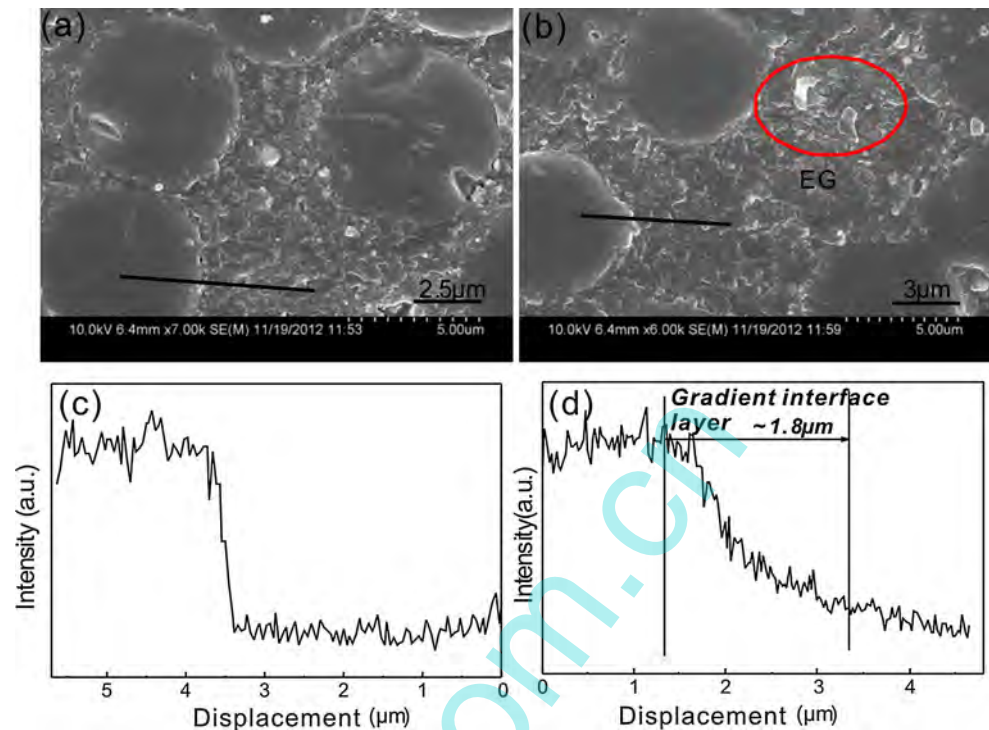 (a)
2.5µm
10.0kV 6.4mm x7.00k SE(M) 11/19/2012 11:53
5.00um
(b)
EG
3µm
10.0kV 6.4mm x6.00k SE(M) 11/19/2012 11:59
5.00um
(c)
Intensity (a.u.)
5 4 3 2 1 0
Displacement (µm)
(d)
Gradient interface
layer ~1.8µm
Intensity(a.u.)
0 1 2 3 4
Displacement (µm)
om.cn